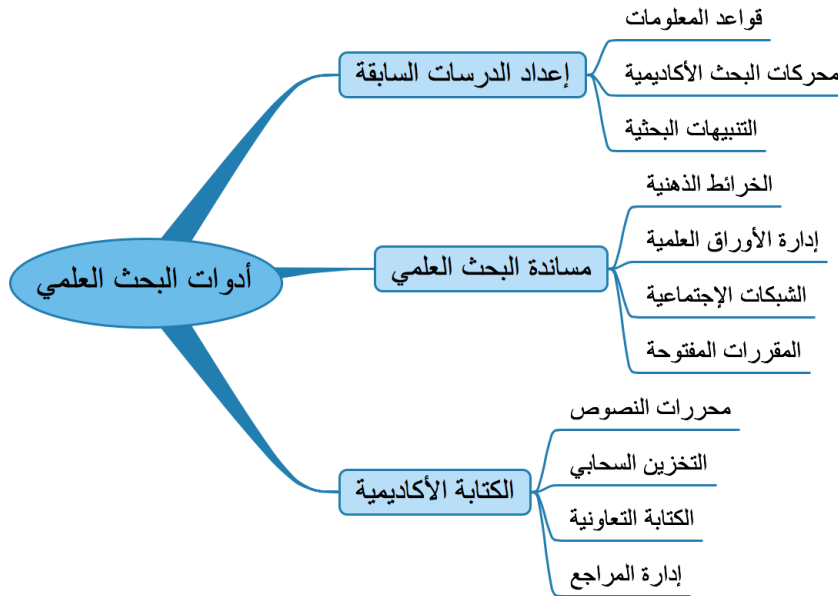 أدوات البحث العلمي
إعداد الدرسات السابقة
قواعد المعلومات
محركات البحث الأكاديمية
التنبيهات البحثية
مساندة البحث العلمي
الخرائط الذهنية
إدارة الأوراق العلمية
الشبكات الإجتماعية
المقررات المفتوحة
الكتابة الأكاديمية
محررات النصوص
التخزين السحابي
الكتابة التعاونية
إدارة المراجع